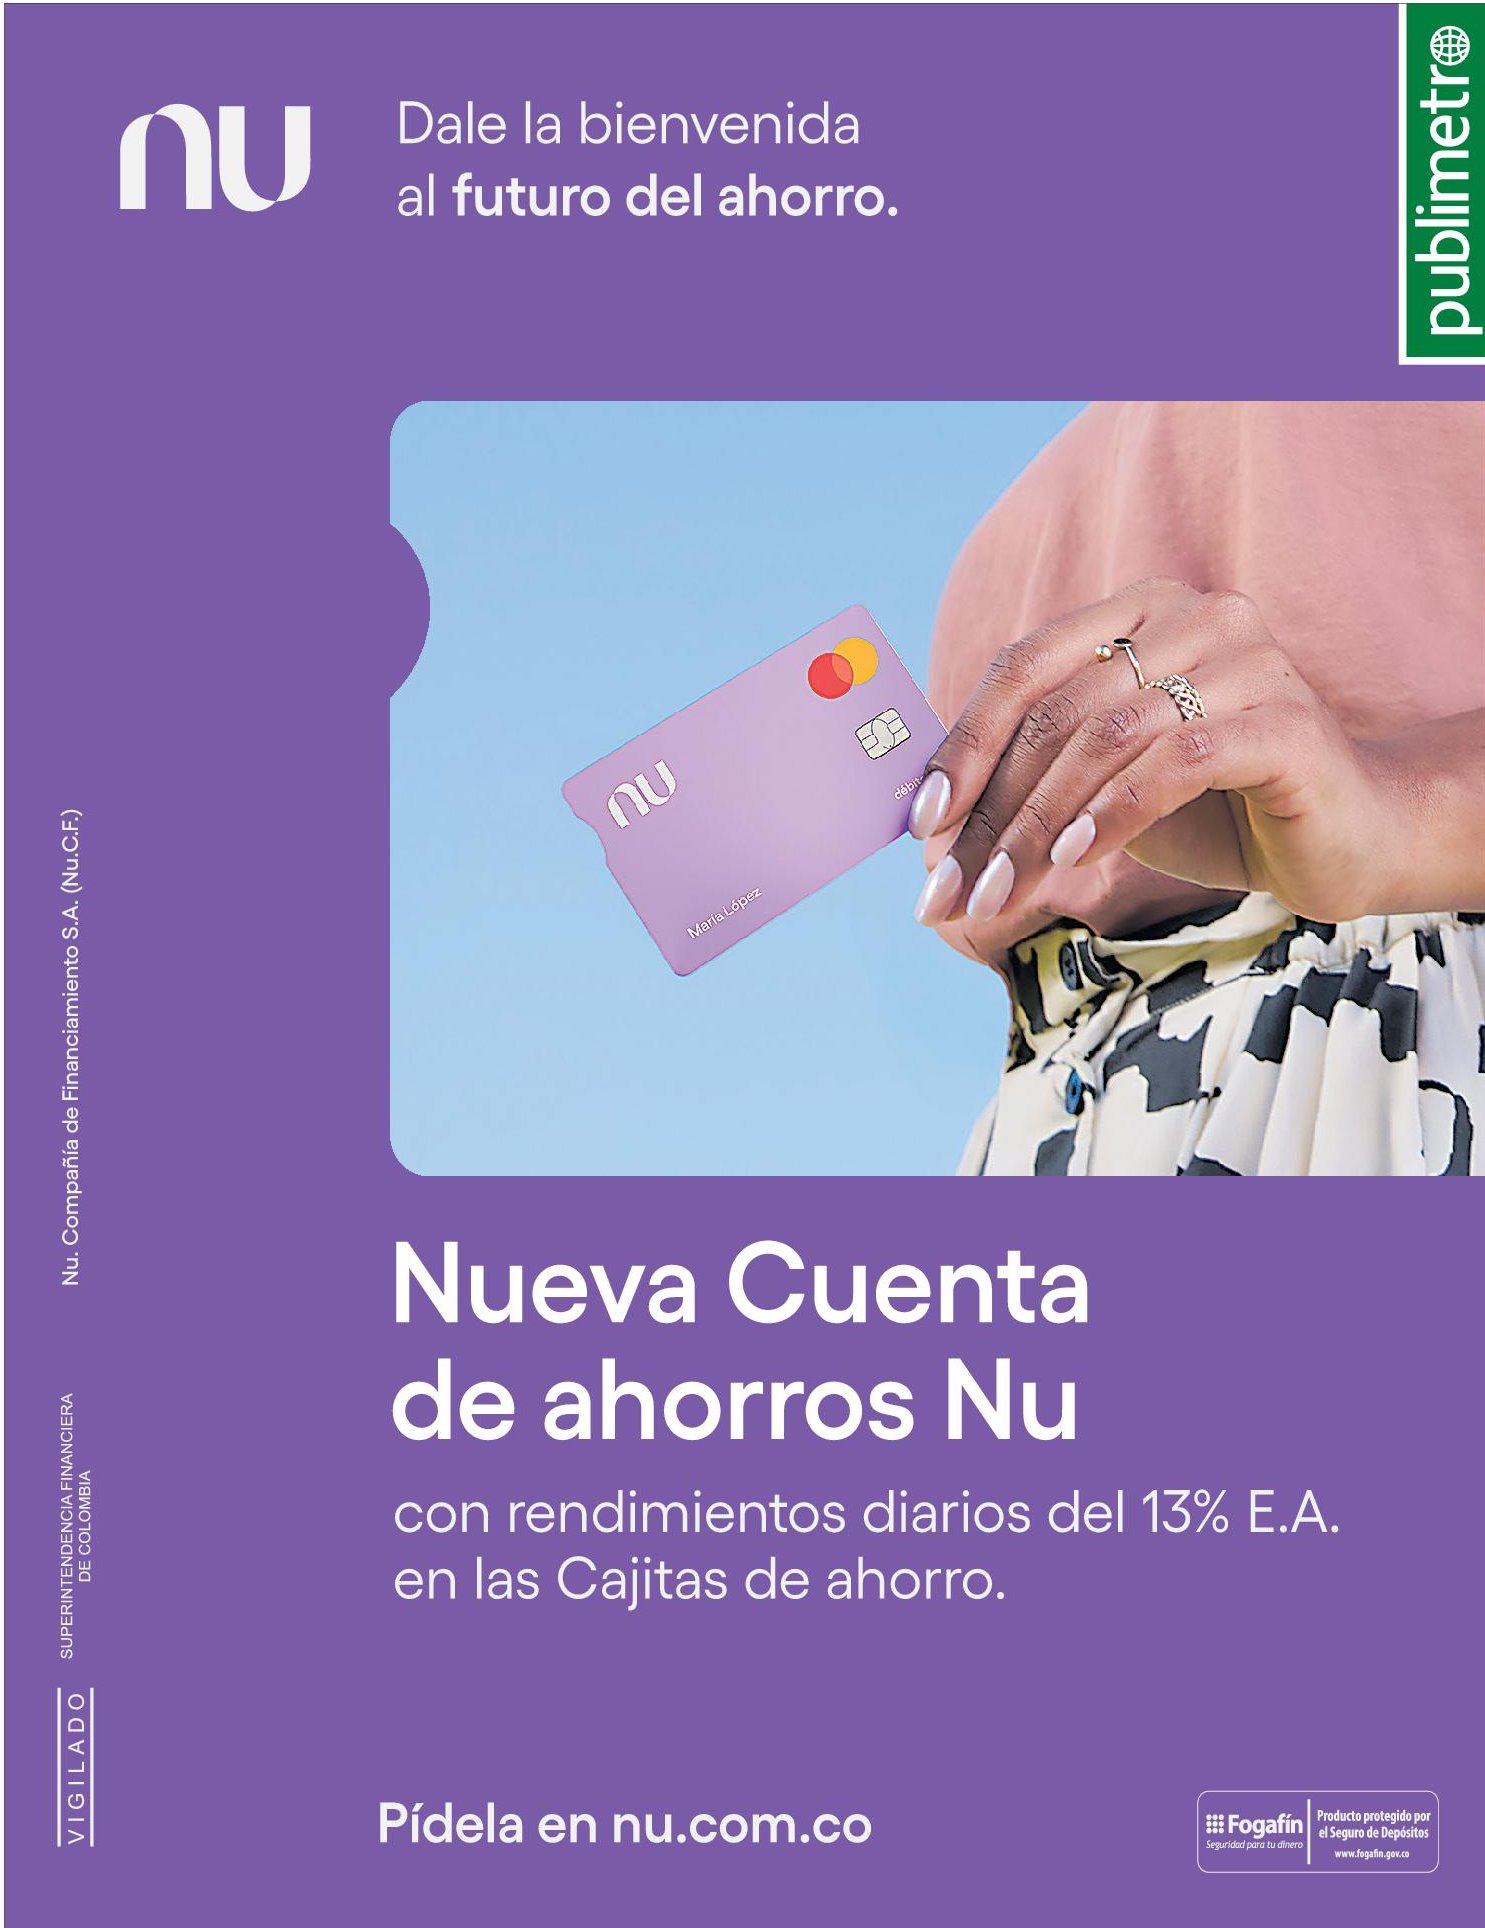 nu
Dale la bienvenida
al futuro del ahorro.
publimetro
nu
débito
María López
Nueva Cuenta
de ahorros Nu
con rendimientos diarios del 13% E.A.
en las Cajitas de ahorro.
Pídela en nu.com.co
Fogafín
Seguridad para tu dinero
Producto protegido por
el Seguro de Depósitos
www.fogafin.gov.co
Nu. Compañía de Financiamiento S.A. (Nu.C.F.)
VIGILADO
SUPERINTENDENCIA FINANCIERA
DE COLOMBIA